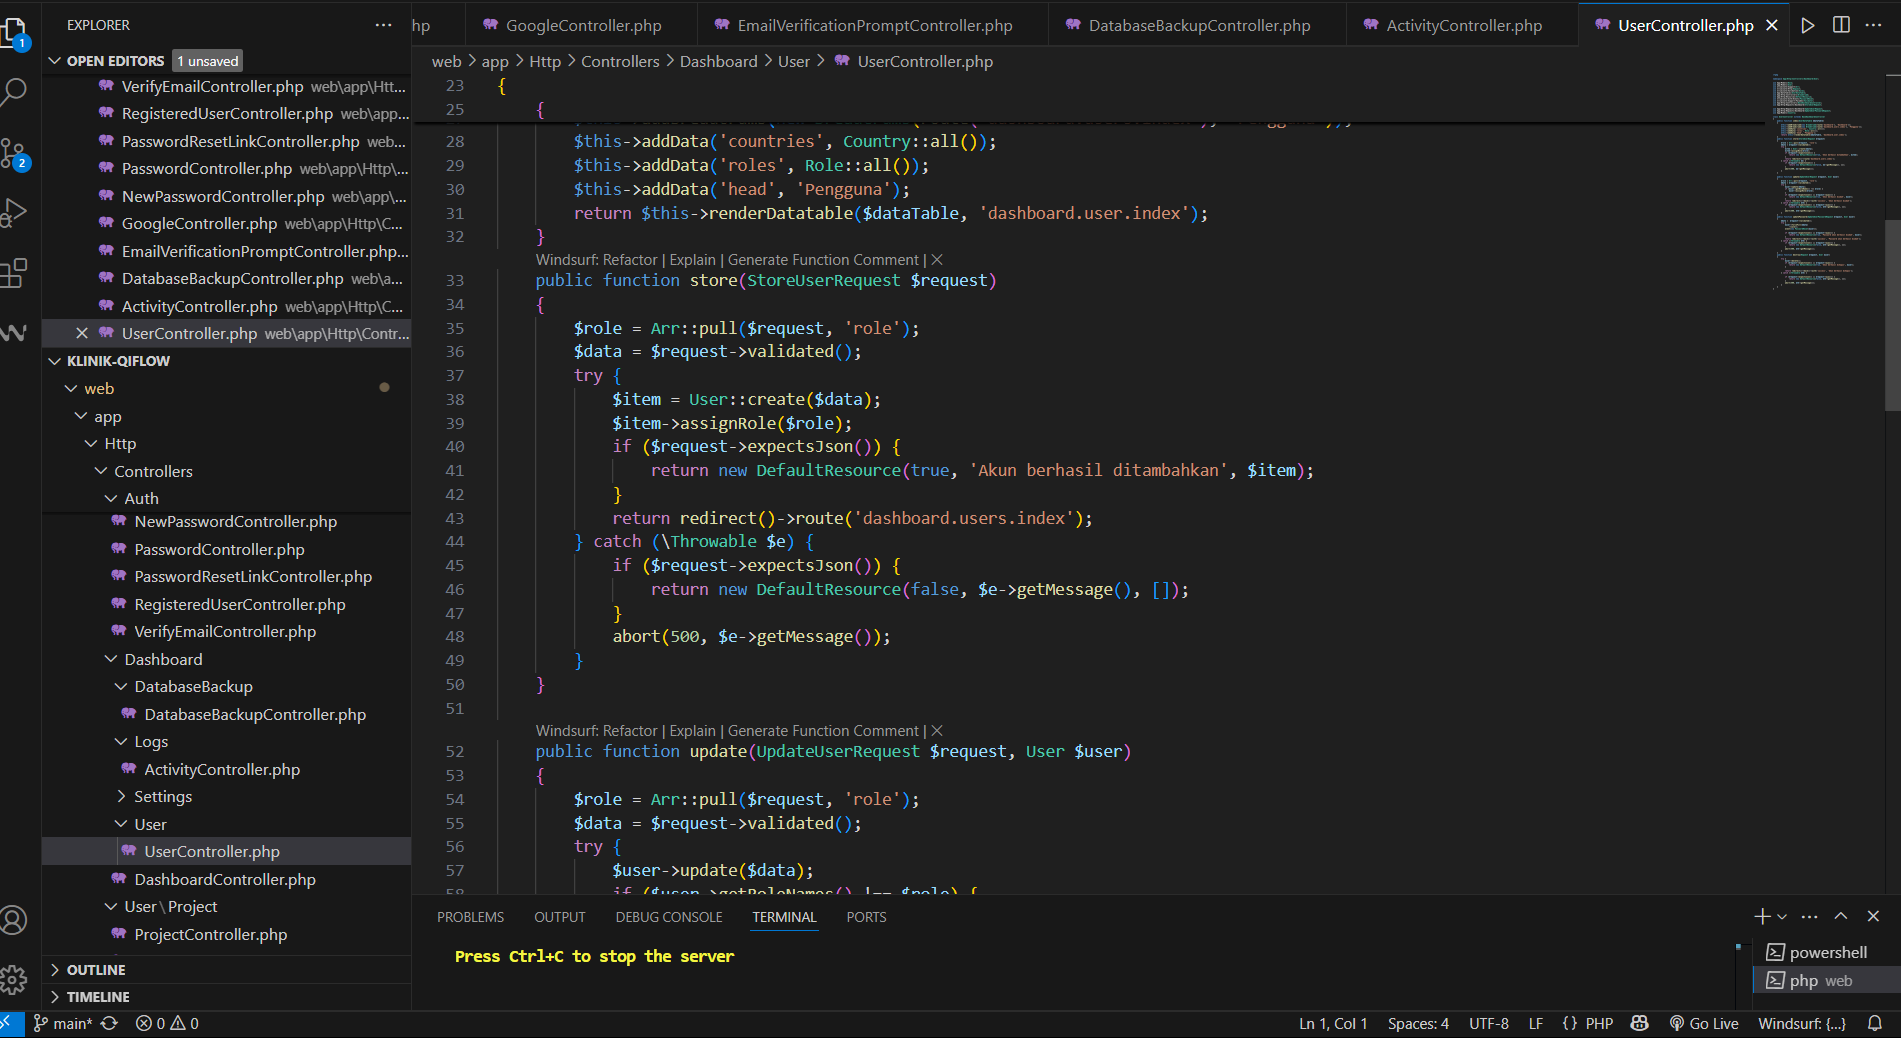 EXPLORER
OPEN EDITORS 1 unsaved
VerifyEmailController.php web\app\Htt...
RegisteredUserController.php web\app...
PasswordResetLinkController.php web...
PasswordController.php web\app\Http\...
NewPasswordController.php web\app\...
GoogleController.php web\app\Http\C...
EmailVerificationPromptController.php...
DatabaseBackupController.php web\a...
ActivityController.php web\app\Http\C...
UserController.php web\app\Http\Contr...
KLINIK-QIFLOW
web
app
Http
Controllers
Auth
NewPasswordController.php
PasswordController.php
PasswordResetLinkController.php
RegisteredUserController.php
VerifyEmailController.php
Dashboard
DatabaseBackup
DatabaseBackupController.php
Logs
ActivityController.php
Settings
User
UserController.php
DashboardController.php
User\Project
ProjectController.php
OUTLINE
TIMELINE
1
2
hp
GoogleController.php
EmailVerificationPromptController.php
DatabaseBackupController.php
ActivityController.php
UserController.php
web > app > Http > Controllers > Dashboard > User > UserController.php
23 {
25 {
28 $this->addData('countries', Country::all());
29 $this->addData('roles', Role::all());
30 $this->addData('head', 'Pengguna');
31 return $this->renderDatatable($dataTable, 'dashboard.user.index');
32 }
Windsurf: Refactor | Explain | Generate Function Comment | X
33 public function store(StoreUserRequest $request)
34 {
35 $role = Arr::pull($request, 'role');
36 $data = $request->validated();
37 try {
38 $item = User::create($data);
39 $item->assignRole($role);
40 if ($request->expectsJson()) {
41 return new DefaultResource(true, 'Akun berhasil ditambahkan', $item);
42 }
43 return redirect()->route('dashboard.users.index');
44 } catch (\Throwable $e) {
45 if ($request->expectsJson()) {
46 return new DefaultResource(false, $e->getMessage(), []);
47 }
48 abort(500, $e->getMessage());
49 }
50 }
51
Windsurf: Refactor | Explain | Generate Function Comment | X
52 public function update(UpdateUserRequest $request, User $user)
53 {
54 $role = Arr::pull($request, 'role');
55 $data = $request->validated();
56 try {
57 $user->update($data);
58 if ($user->getRoleNames() !== $role) {
PROBLEMS OUTPUT DEBUG CONSOLE TERMINAL PORTS
Press Ctrl+C to stop the server
powershell
php web
main* 0 0 Ln 1, Col 1 Spaces: 4 UTF-8 LF {} PHP Go Live Windsurf: {...}